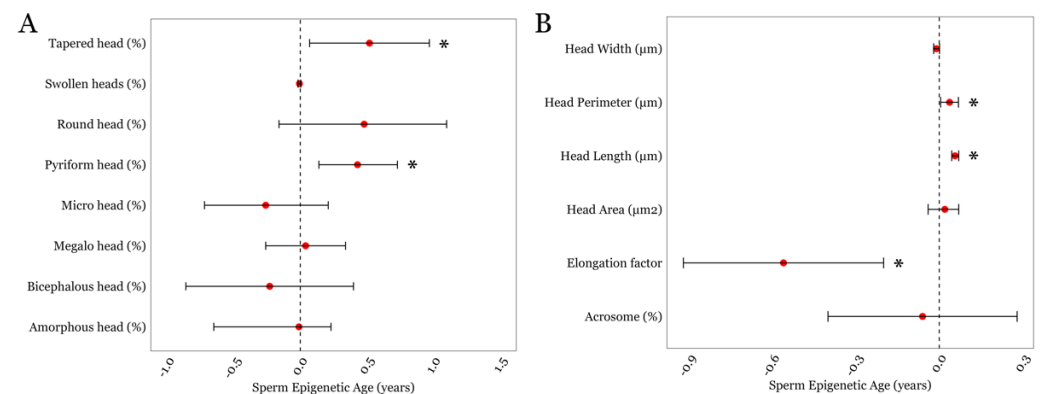 A
Tapered head (%)
*
Swollen heads (%)
Round head (%)
Pyriform head (%)
*
Micro head (%)
Megalo head (%)
Bicephalous head (%)
Amorphous head (%)
-1.0
-0.5
0.0
0.5
1.0
1.5
Sperm Epigenetic Age (years)
B
Head Width (µm)
Head Perimeter (µm)
*
Head Length (µm)
*
Head Area (µm2)
Elongation factor
*
Acrosome (%)
-0.9
-0.6
-0.3
0.0
0.3
Sperm Epigenetic Age (years)